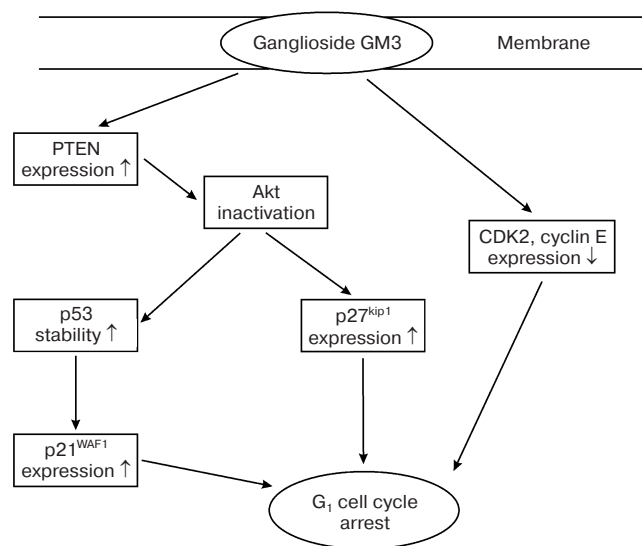 Ganglioside GM3
Membrane
PTEN
expression ↑
Akt
inactivation
CDK2, cyclin E
expression ↓
p53
stability ↑
p27kip1
expression ↑
p21WAF1
expression ↑
G1 cell cycle
arrest